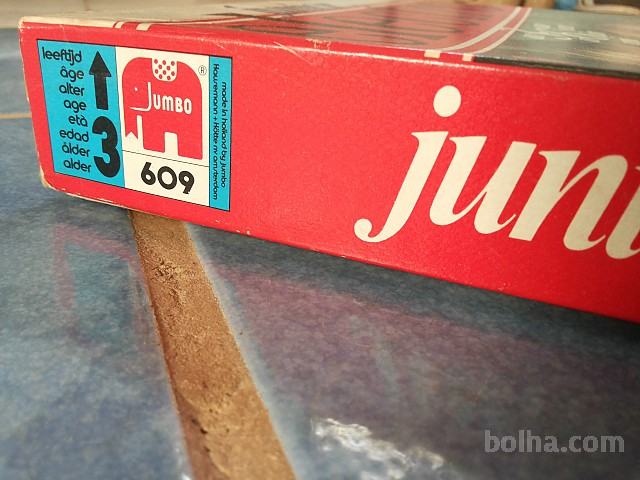 leeftijd
âge
alter
age
età
edad
ålder
alder
3
JUMBO
®
609
made in holland by jumbo
Hausemann + Hötte nv amsterdam
juni
bolha.com